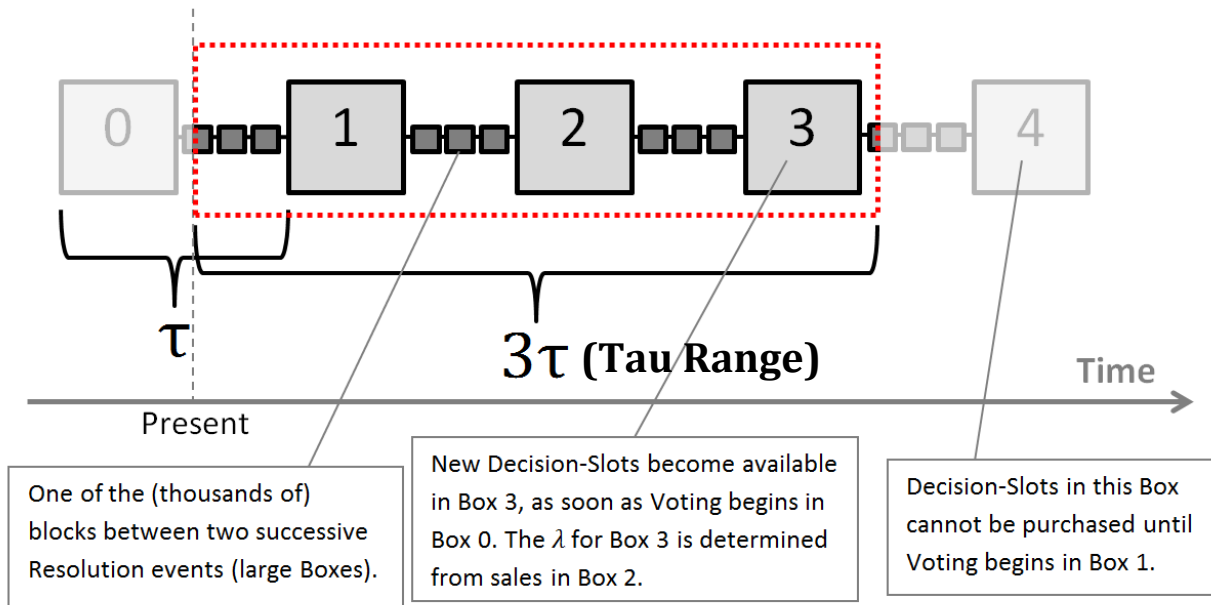 0
1
2
3
4
τ
3τ (Tau Range)
Time
Present
One of the (thousands of)
blocks between two successive
Resolution events (large Boxes).
New Decision-Slots become available
in Box 3, as soon as Voting begins in
Box 0. The λ for Box 3 is determined
from sales in Box 2.
Decision-Slots in this Box
cannot be purchased until
Voting begins in Box 1.